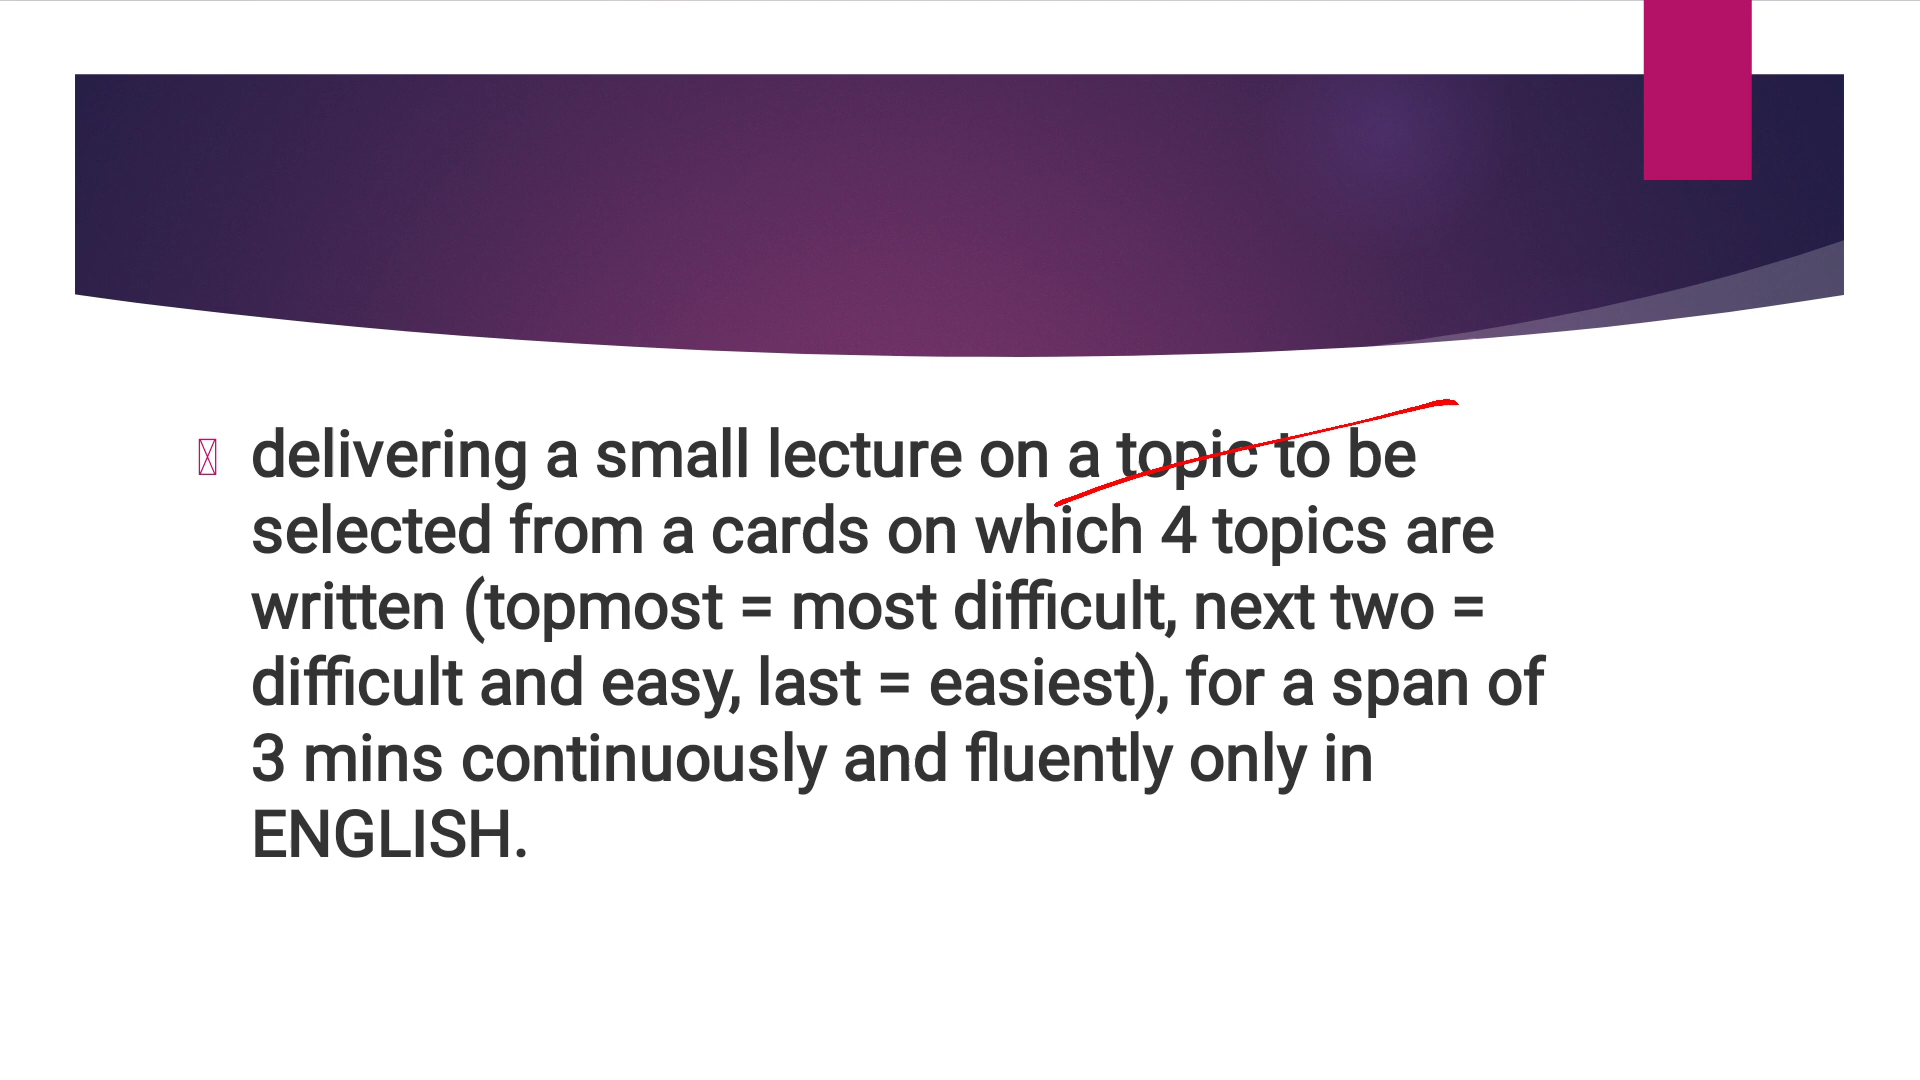 delivering a small lecture on a topic to be
selected from a cards on which 4 topics are
written (topmost = most difficult, next two =
difficult and easy, last = easiest), for a span of
3 mins continuously and fluently only in
ENGLISH.